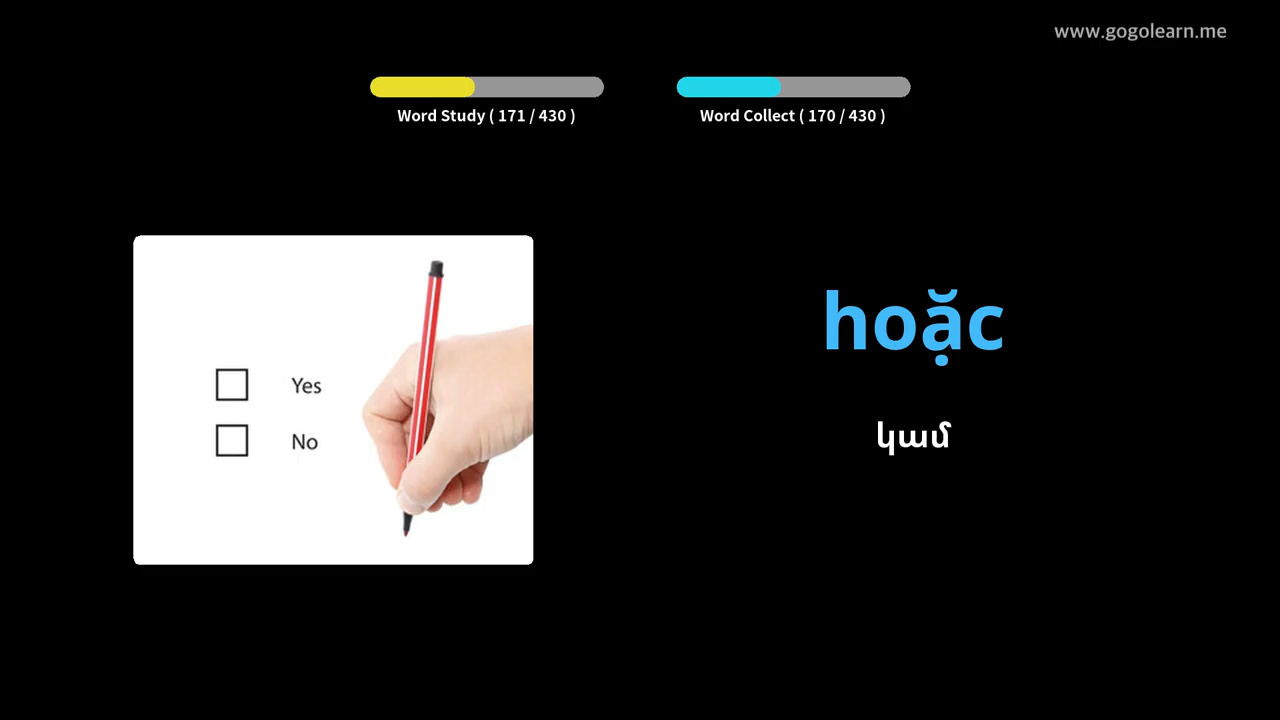 www.gogolearn.me
Word Study ( 171 / 430 )
Word Collect ( 170 / 430 )
Yes
No
hoặc
կամ